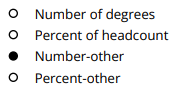 Number of degrees
Percent of headcount
Number-other
Percent-other